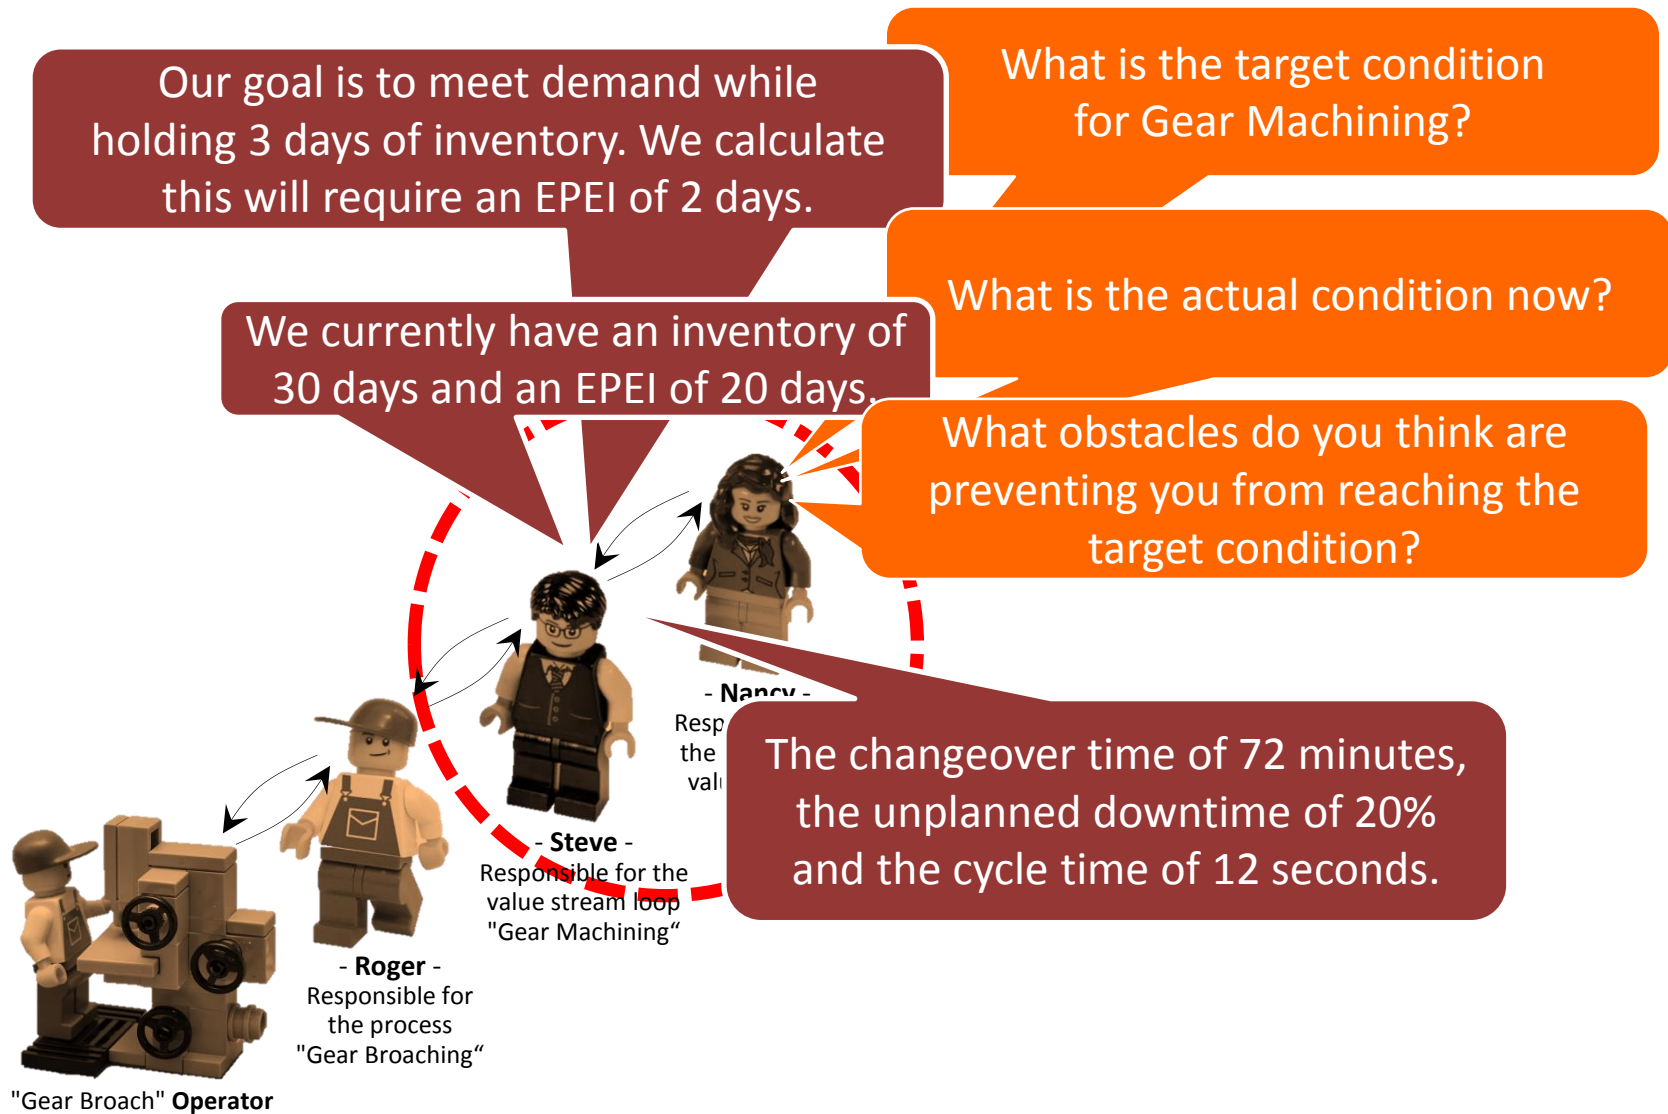 What is the target condition
for Gear Machining?
Our goal is to meet demand while
holding 3 days of inventory. We calculate
this will require an EPEI of 2 days.
What is the actual condition now?
We currently have an inventory of
30 days and an EPEI of 20 days.
What obstacles do you think are
preventing you from reaching the
target condition?
The changeover time of 72 minutes,
the unplanned downtime of 20%
and the cycle time of 12 seconds.
- Nancy -
the
- Steve -
Responsible for the
value stream loop
"Gear Machining“
- Roger -
Responsible for
the process
"Gear Broaching“
"Gear Broach" Operator